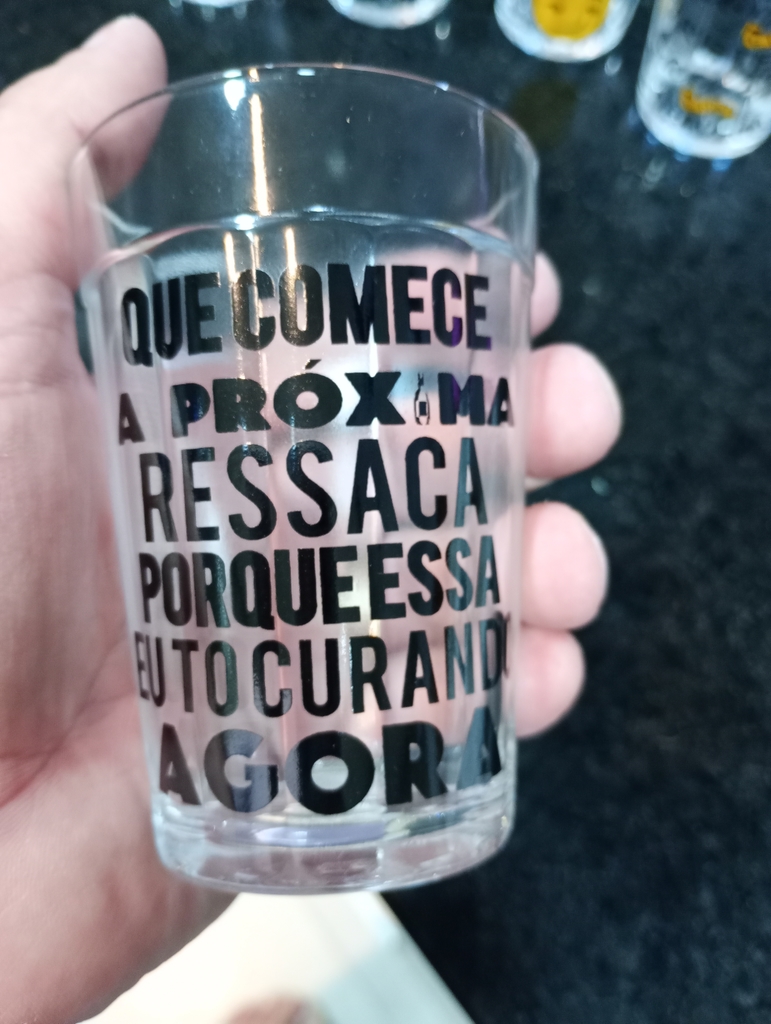 QUE COMECE
A PRÓXIMA
RESSACA
PORQUE ESSA
EU TO CURANDO
AGORA